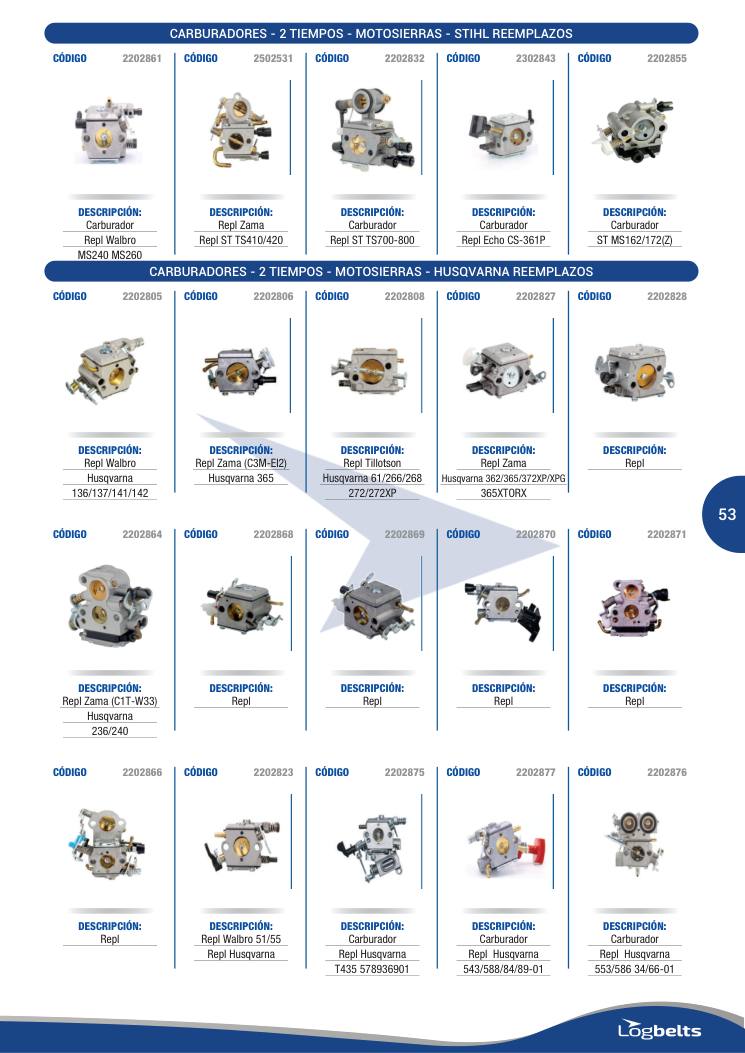 CARBURADORES - 2 TIEMPOS - MOTOSIERRAS - STIHL REEMPLAZOS
CÓDIGO 2202861
DESCRIPCIÓN:
Carburador
Repl Walbro
MS240 MS260
CÓDIGO 2502531
DESCRIPCIÓN:
Repl Zama
Repl ST TS410/420
CÓDIGO 2202832
DESCRIPCIÓN:
Carburador
Repl ST TS700-800
CÓDIGO 2302843
DESCRIPCIÓN:
Carburador
Repl Echo CS-361P
CÓDIGO 2202855
DESCRIPCIÓN:
Carburador
ST MS162/172(Z)
CARBURADORES - 2 TIEMPOS - MOTOSIERRAS - HUSQVARNA REEMPLAZOS
CÓDIGO 2202805
DESCRIPCIÓN:
Repl Walbro
Husqvarna
136/137/141/142
CÓDIGO 2202806
DESCRIPCIÓN:
Repl Zama (C3M-EI2)
Husqvarna 365
CÓDIGO 2202808
DESCRIPCIÓN:
Repl Tillotson
Husqvarna 61/266/268
272/272XP
CÓDIGO 2202827
DESCRIPCIÓN:
Repl Zama
Husqvarna 362/365/372XP/XPG
365XTORX
CÓDIGO 2202828
DESCRIPCIÓN:
Repl
53
CÓDIGO 2202864
DESCRIPCIÓN:
Repl Zama (C1T-W33)
Husqvarna
236/240
CÓDIGO 2202868
DESCRIPCIÓN:
Repl
CÓDIGO 2202869
DESCRIPCIÓN:
Repl
CÓDIGO 2202870
DESCRIPCIÓN:
Repl
CÓDIGO 2202871
DESCRIPCIÓN:
Repl
CÓDIGO 2202866
DESCRIPCIÓN:
Repl
CÓDIGO 2202823
DESCRIPCIÓN:
Repl Walbro 51/55
Repl Husqvarna
CÓDIGO 2202875
DESCRIPCIÓN:
Carburador
Repl Husqvarna
T435 578936901
CÓDIGO 2202877
DESCRIPCIÓN:
Carburador
Repl Husqvarna
543/588/84/89-01
CÓDIGO 2202876
DESCRIPCIÓN:
Carburador
Repl Husqvarna
553/586 34/66-01
Logbelts